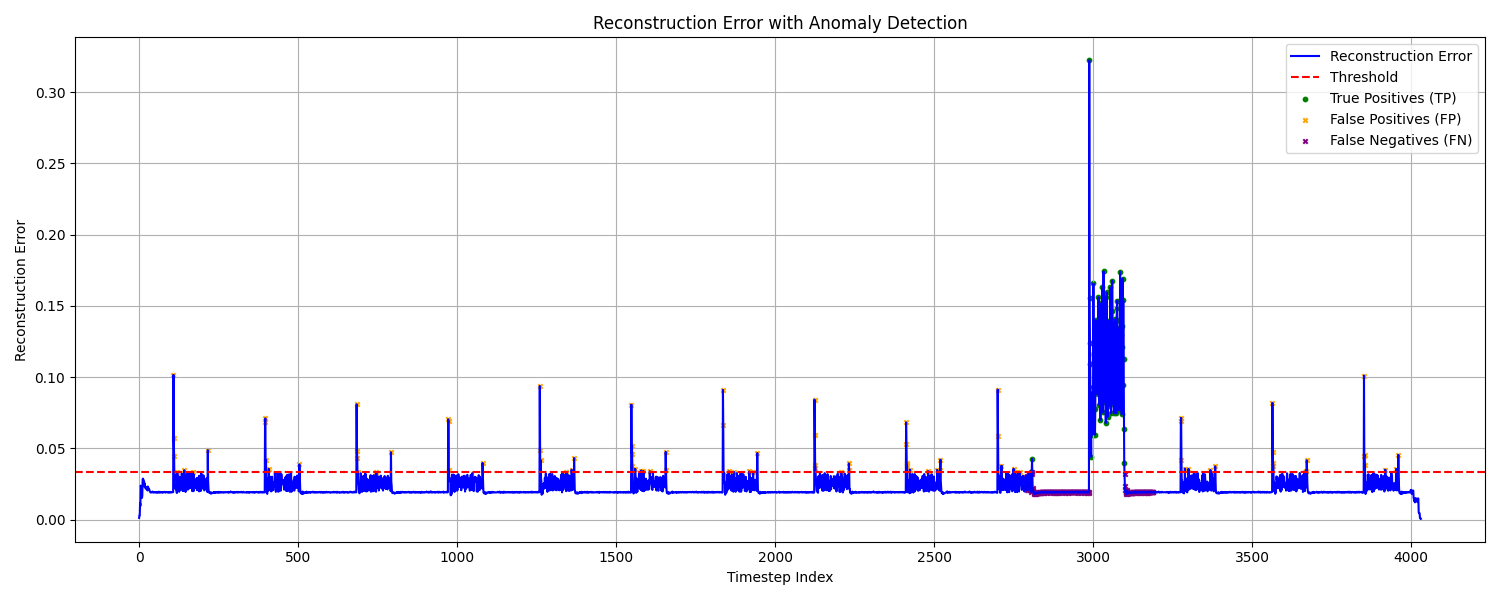 Reconstruction Error with Anomaly Detection
Reconstruction Error
Threshold
True Positives (TP)
False Positives (FP)
False Negatives (FN)
Reconstruction Error
0.30
0.25
0.20
0.15
0.10
0.05
0.00
0 500 1000 1500 2000 2500 3000 3500 4000
Timestep Index